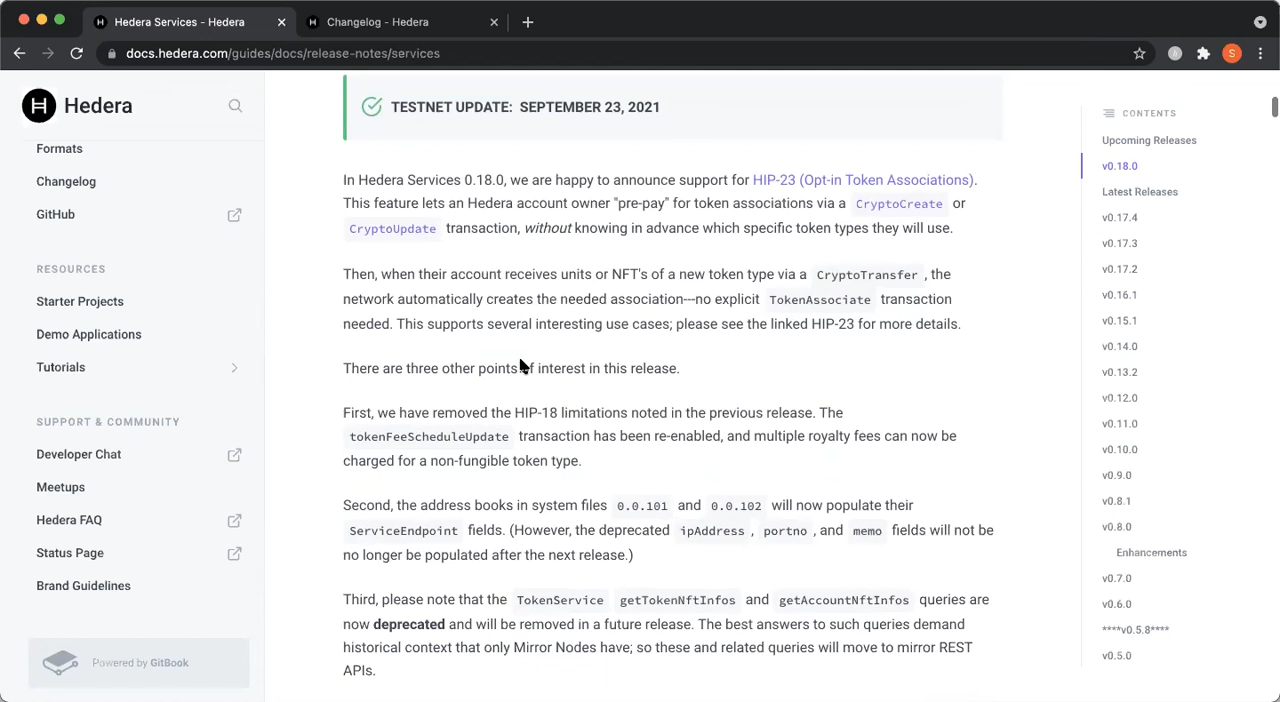 Hedera Services - Hedera
Changelog - Hedera
docs.hedera.com/guides/docs/release-notes/services
S
Hedera
Formats
Changelog
GitHub
RESOURCES
Starter Projects
Demo Applications
Tutorials
SUPPORT & COMMUNITY
Developer Chat
Meetups
Hedera FAQ
Status Page
Brand Guidelines
Powered by GitBook
TESTNET UPDATE: SEPTEMBER 23, 2021
In Hedera Services 0.18.0, we are happy to announce support for HIP-23 (Opt-in Token Associations).
This feature lets an Hedera account owner "pre-pay" for token associations via a CryptoCreate or
CryptoUpdate transaction, without knowing in advance which specific token types they will use.
Then, when their account receives units or NFT's of a new token type via a CryptoTransfer , the
network automatically creates the needed association---no explicit TokenAssociate transaction
needed. This supports several interesting use cases; please see the linked HIP-23 for more details.
There are three other points of interest in this release.
First, we have removed the HIP-18 limitations noted in the previous release. The
tokenFeeScheduleUpdate transaction has been re-enabled, and multiple royalty fees can now be
charged for a non-fungible token type.
Second, the address books in system files 0.0.101 and 0.0.102 will now populate their
ServiceEndpoint fields. (However, the deprecated ipAddress , portno , and memo fields will not be
no longer be populated after the next release.)
Third, please note that the TokenService getTokenNftInfos and getAccountNftInfos queries are
now deprecated and will be removed in a future release. The best answers to such queries demand
historical context that only Mirror Nodes have; so these and related queries will move to mirror REST
APIs.
CONTENTS
Upcoming Releases
v0.18.0
Latest Releases
v0.17.4
v0.17.3
v0.17.2
v0.16.1
v0.15.1
v0.14.0
v0.13.2
v0.12.0
v0.11.0
v0.10.0
v0.9.0
v0.8.1
v0.8.0
Enhancements
v0.7.0
v0.6.0
****v0.5.8****
v0.5.0